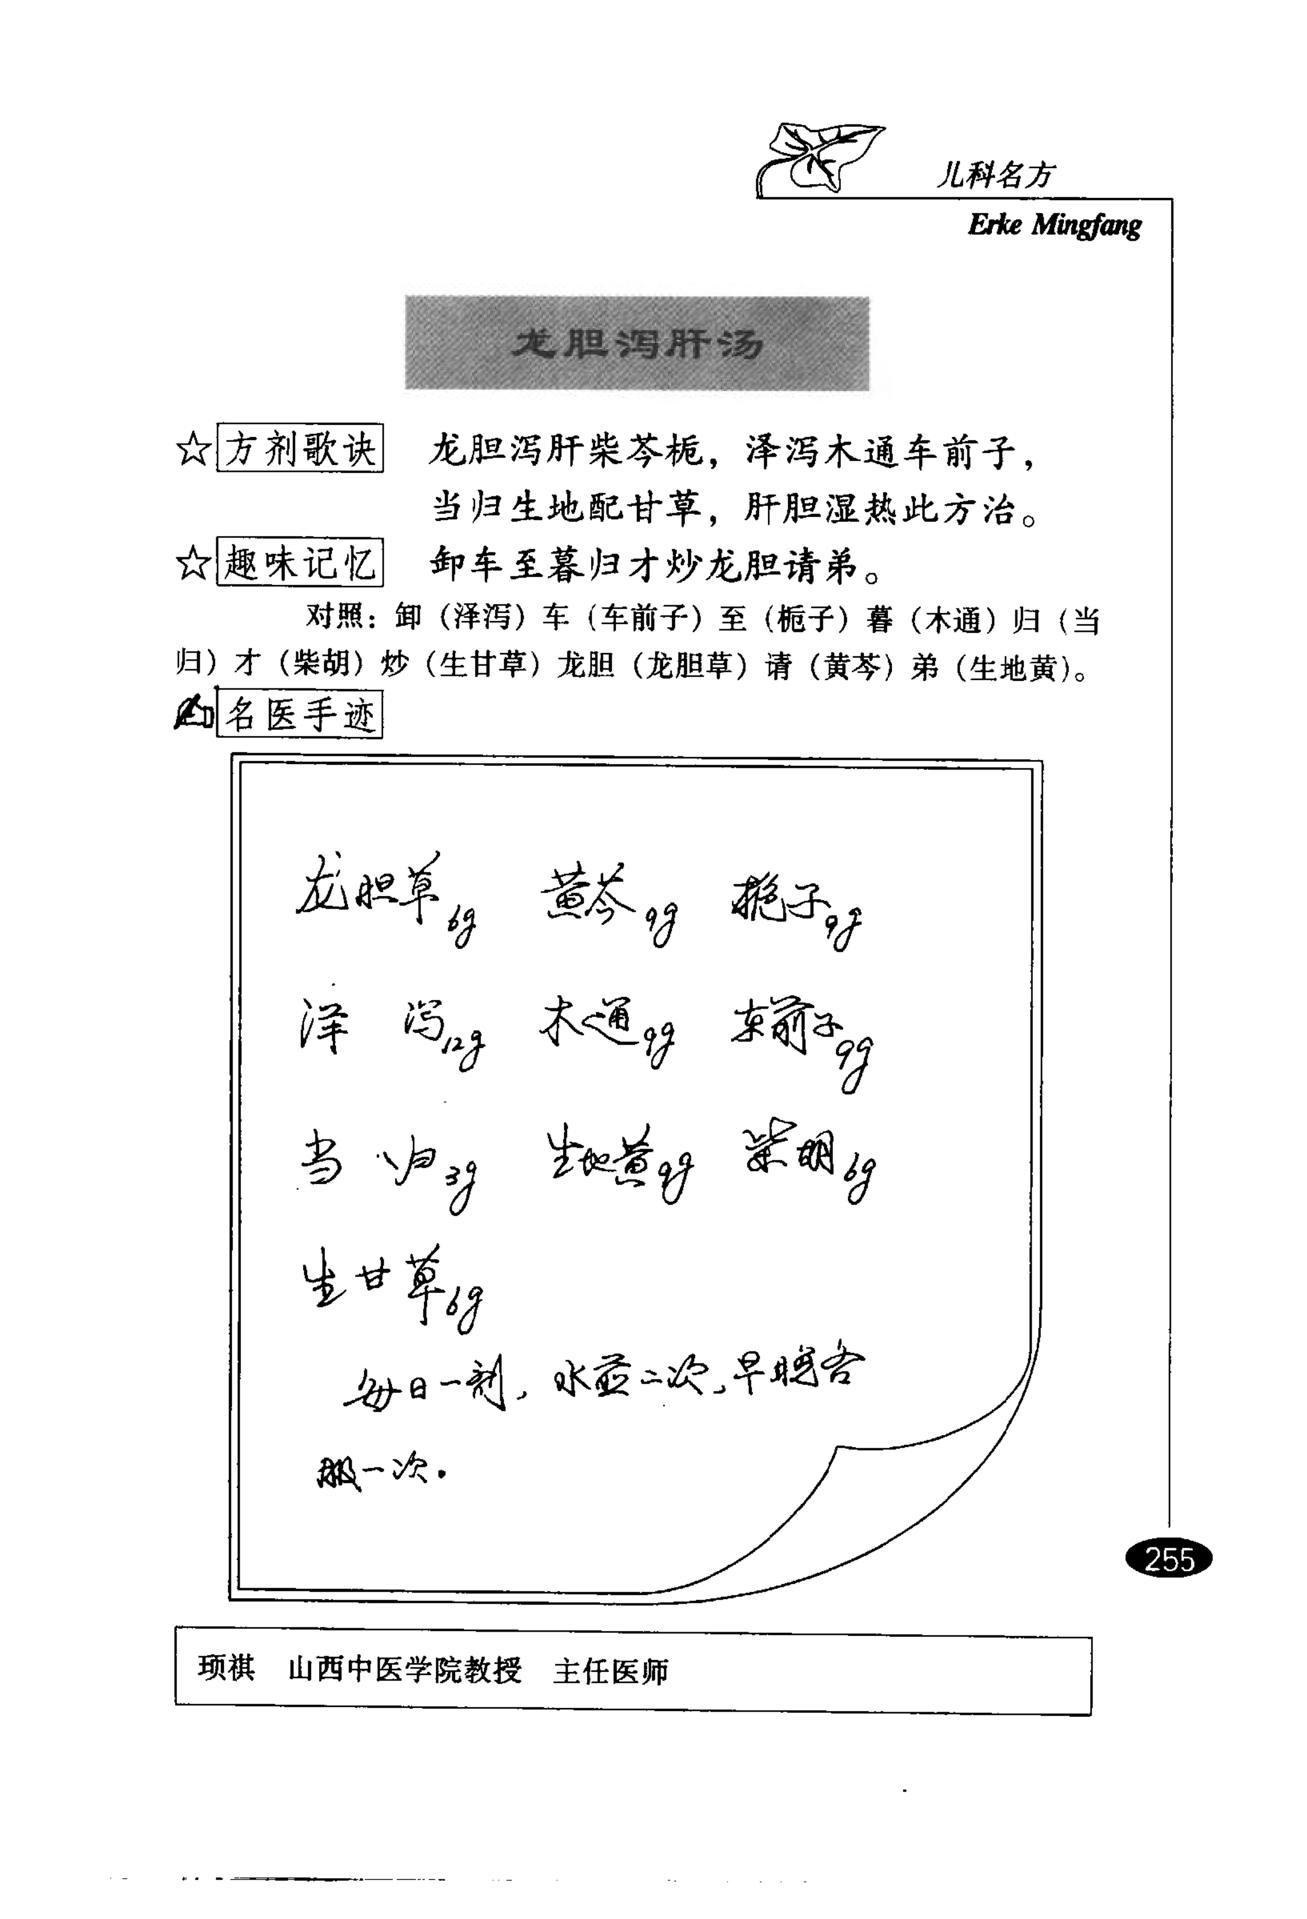 儿科名方
Erke Mingfang
龙胆泻肝汤
☆方剂歌诀 龙胆泻肝柴芩栀，泽泻木通车前子，
当归生地配甘草，肝胆湿热此方治。
☆趣味记忆 卸车至暮归才炒龙胆请弟。
对照：卸（泽泻）车（车前子）至（栀子）暮（木通）归（当
归）才（柴胡）炒（生甘草）龙胆（龙胆草）请（黄芩）弟（生地黄）。
名医手迹
龙胆草6g 黄芩9g 栀子9g
泽泻12g 木通9g 车前子9g
当归3g 生地黄9g 柴胡6g
生甘草6g
每日一剂，水煎二次，早晚各
服一次。
255
顼祺 山西中医学院教授 主任医师